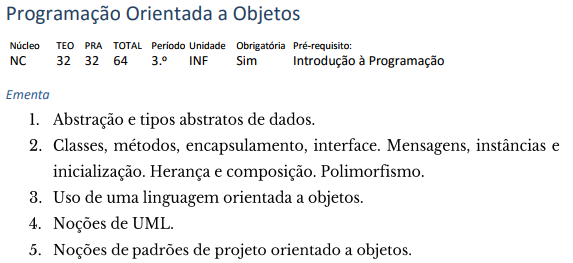 Programação Orientada a Objetos
Núcleo TEO PRA TOTAL Período Unidade Obrigatória Pré-requisito:
NC 32 32 64 3.º INF Sim Introdução à Programação
Ementa
1. Abstração e tipos abstratos de dados.
2. Classes, métodos, encapsulamento, interface. Mensagens, instâncias e
inicialização. Herança e composição. Polimorfismo.
3. Uso de uma linguagem orientada a objetos.
4. Noções de UML.
5. Noções de padrões de projeto orientado a objetos.